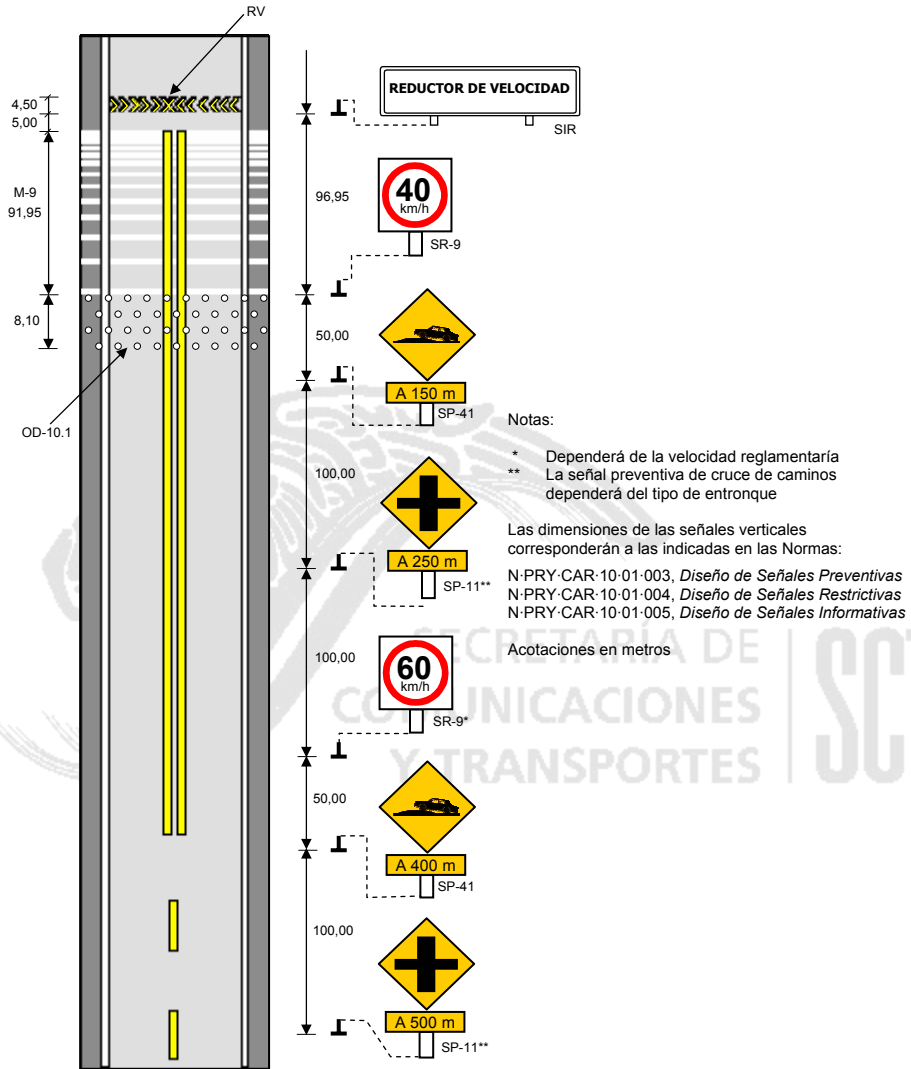 RV
4,50
5,00
M-9
91,95
8,10
OD-10.1
REDUCTOR DE VELOCIDAD
SIR
96,95
40
km/h
SR-9
50,00
A 150 m
SP-41
100,00
A 250 m
SP-11**
100,00
60
km/h
SR-9*
50,00
A 400 m
SP-41
100,00
A 500 m
SP-11**
Notas:
* Dependerá de la velocidad reglamentaría
** La señal preventiva de cruce de caminos
dependerá del tipo de entronque
Las dimensiones de las señales verticales
corresponderán a las indicadas en las Normas:
N·PRY·CAR·10·01·003, Diseño de Señales Preventivas
N·PRY·CAR·10·01·004, Diseño de Señales Restrictivas
N·PRY·CAR·10·01·005, Diseño de Señales Informativas
Acotaciones en metros
SECRETARÍA DE
COMUNICACIONES
Y TRANSPORTES
SCT